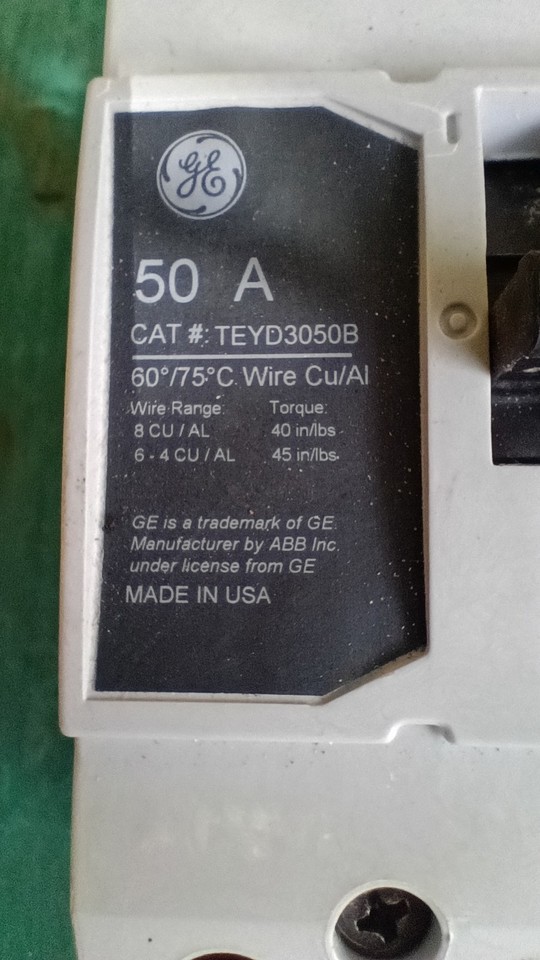 GE
50 A
CAT #: TEYD3050B
60°/75°C Wire Cu/Al
Wire Range: Torque:
8 CU / AL 40 in/lbs
6 - 4 CU / AL 45 in/lbs
GE is a trademark of GE.
Manufacturer by ABB Inc.
under license from GE
MADE IN USA